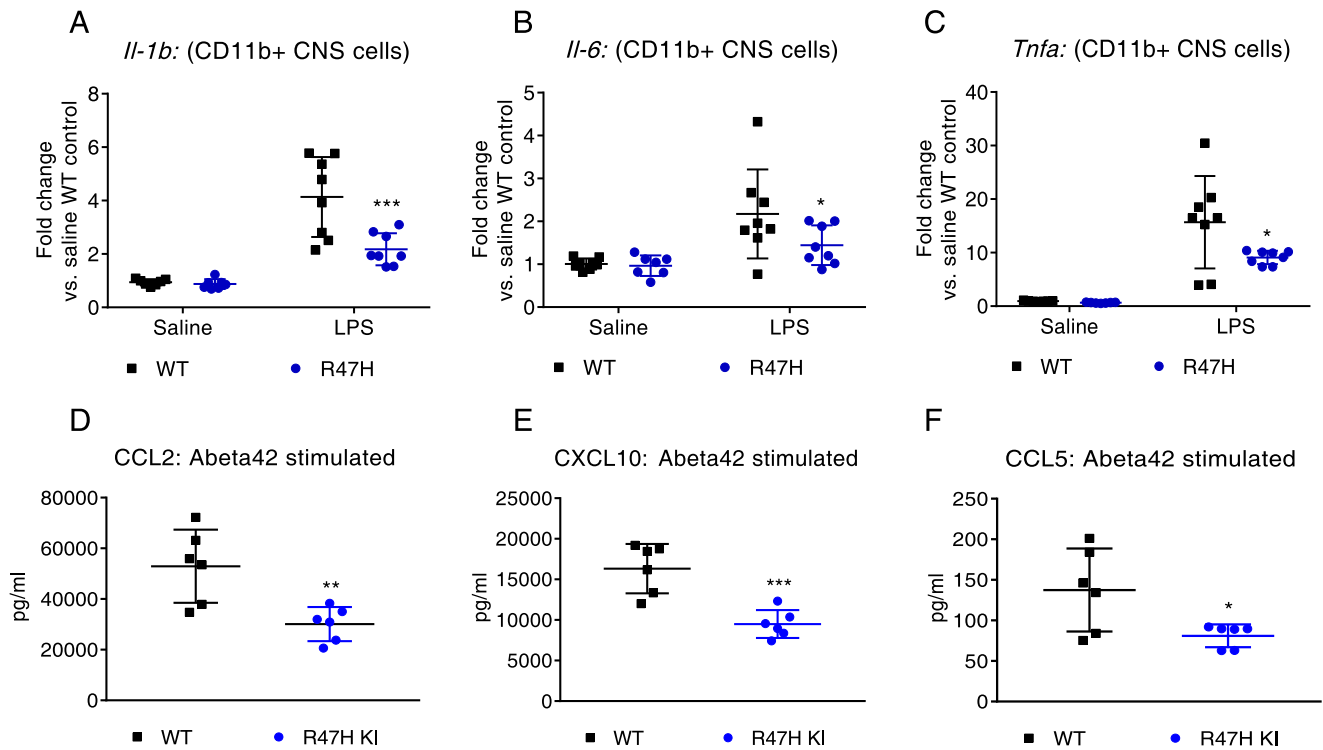 A
Il-1b: (CD11b+ CNS cells)
Fold change
vs. saline WT control
8
6
4
2
0
***
Saline
LPS
WT
R47H
B
Il-6: (CD11b+ CNS cells)
Fold change
vs. saline WT control
5
4
3
2
1
0
*
Saline
LPS
WT
R47H
C
Tnfa: (CD11b+ CNS cells)
Fold change
vs. saline WT control
40
30
20
10
0
*
Saline
LPS
WT
R47H
D
CCL2: Abeta42 stimulated
pg/ml
80000
60000
40000
20000
0
**
WT
R47H KI
E
CXCL10: Abeta42 stimulated
pg/ml
25000
20000
15000
10000
5000
0
***
WT
R47H KI
F
CCL5: Abeta42 stimulated
pg/ml
250
200
150
100
50
0
*
WT
R47H KI